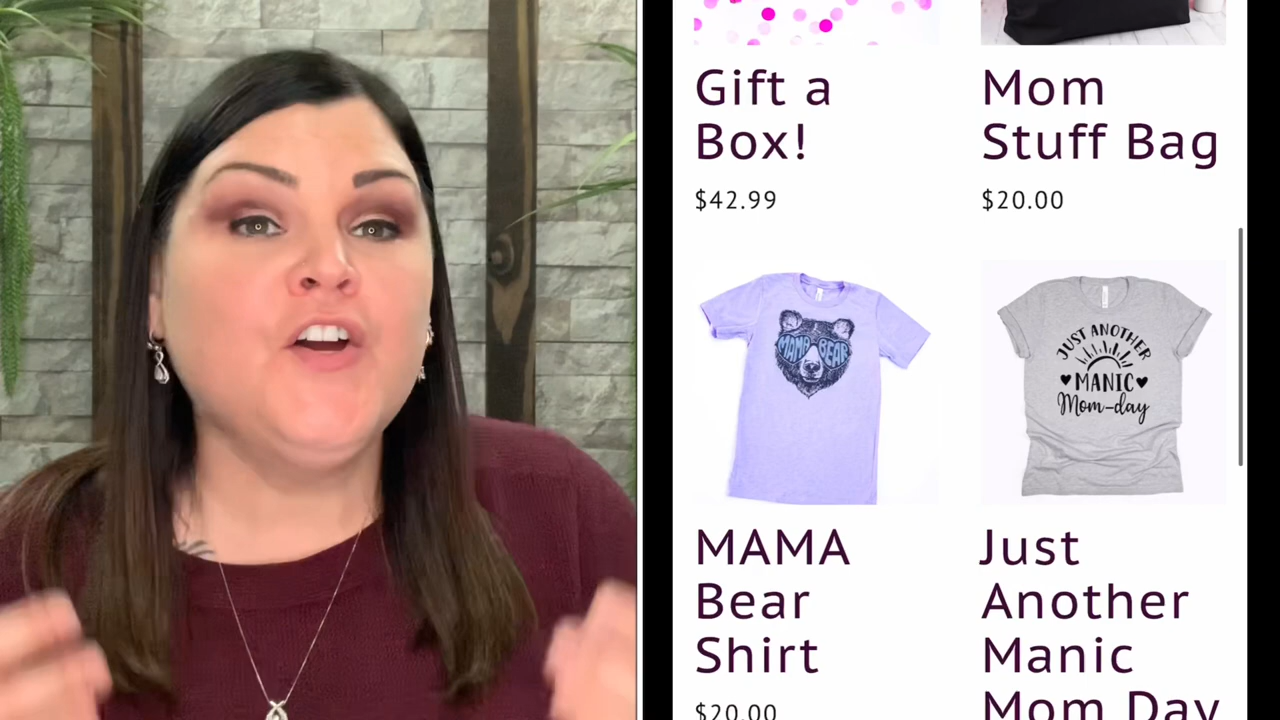 Gift a
Box!
$42.99
Mom
Stuff Bag
$20.00
MAMA BEAR
JUST ANOTHER
MANIC
Mom-day
MAMA
Bear
Shirt
$20.00
Just
Another
Manic
Mom Day